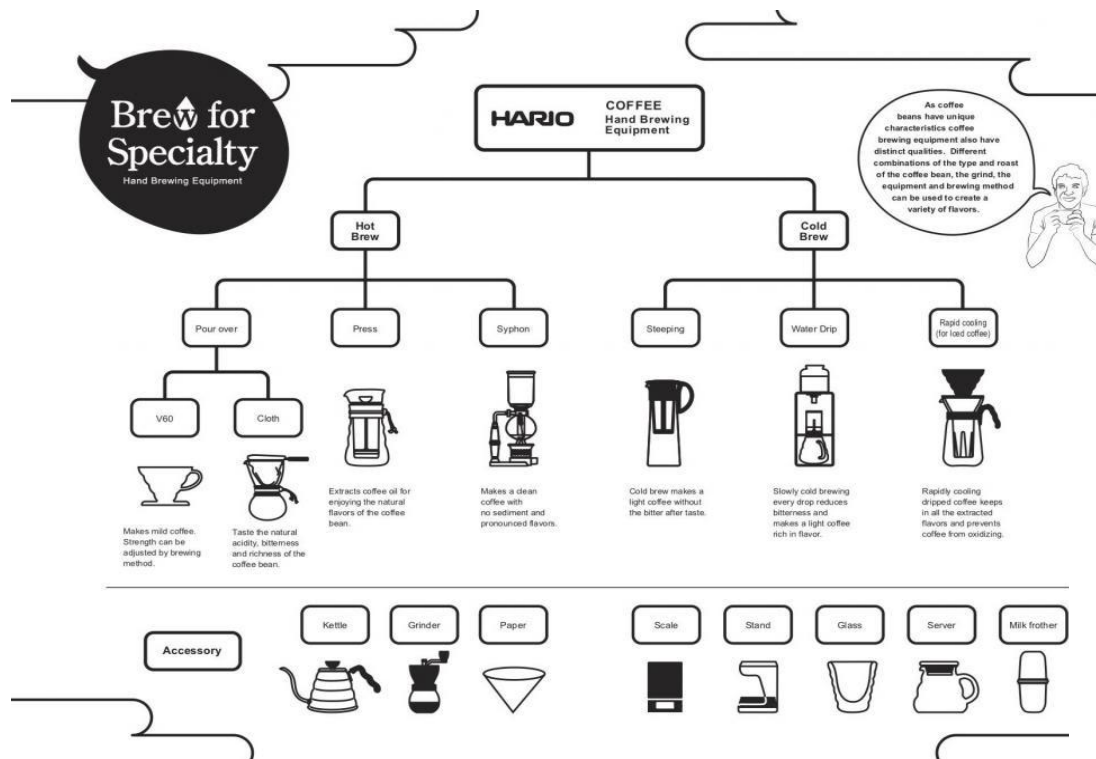 Brew for
Specialty
Hand Brewing Equipment
HARIO
COFFEE
Hand Brewing
Equipment
As coffee
beans have unique
characteristics coffee
brewing equipment also have
distinct qualities. Different
combinations of the type and roast
of the coffee bean, the grind, the
equipment and brewing method
can be used to create a
variety of flavors.
Hot
Brew
Cold
Brew
Pour over
Press
Syphon
Steeping
Water Drip
Rapid cooling
(for Iced coffee)
V60
Cloth
Makes mild coffee.
Strength can be
adjusted by brewing
method.
Taste the natural
acidity, bitterness
and richness of the
coffee bean.
Extracts coffee oil for
enjoying the natural
flavors of the coffee
bean.
Makes a clean
coffee with
no sediment and
pronounced flavors.
Cold brew makes a
light coffee without
the bitter after taste.
Slowly cold brewing
every drop reduces
bitterness and
makes a light coffee
rich in flavor.
Rapidly cooling
dripped coffee keeps
in all the extracted
flavors and prevents
coffee from oxidizing.
Accessory
Kettle
Grinder
Paper
Scale
Stand
Glass
Server
Milk frother